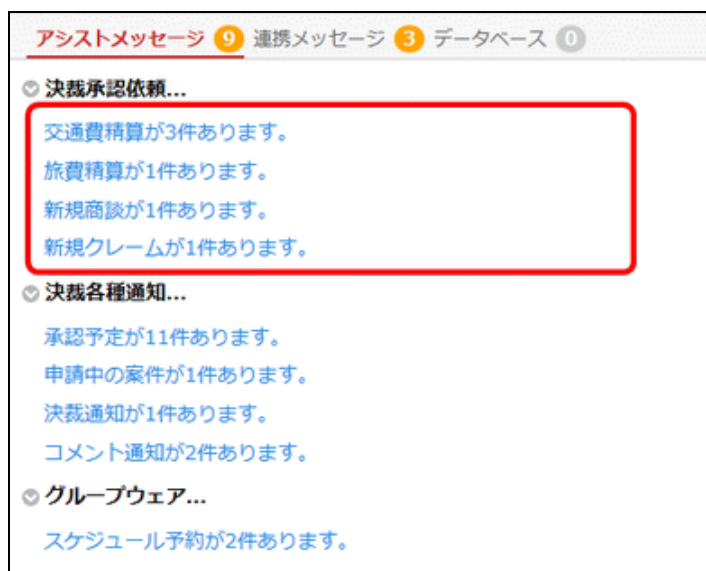 アシストメッセージ 9 連携メッセージ 3 データベース 0
決裁承認依頼...
交通費精算が3件あります。
旅費精算が1件あります。
新規商談が1件あります。
新規クレームが1件あります。
決裁各種通知...
承認予定が11件あります。
申請中の案件が1件あります。
決裁通知が1件あります。
コメント通知が2件あります。
グループウェア...
スケジュール予約が2件あります。